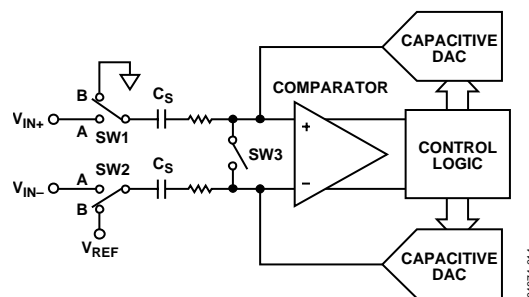 CAPACITIVE
DAC
COMPARATOR
B
CS
VIN+
A
SW1
+
SW3
CONTROL
LOGIC
VIN–
A
SW2
CS
–
B
VREF
CAPACITIVE
DAC